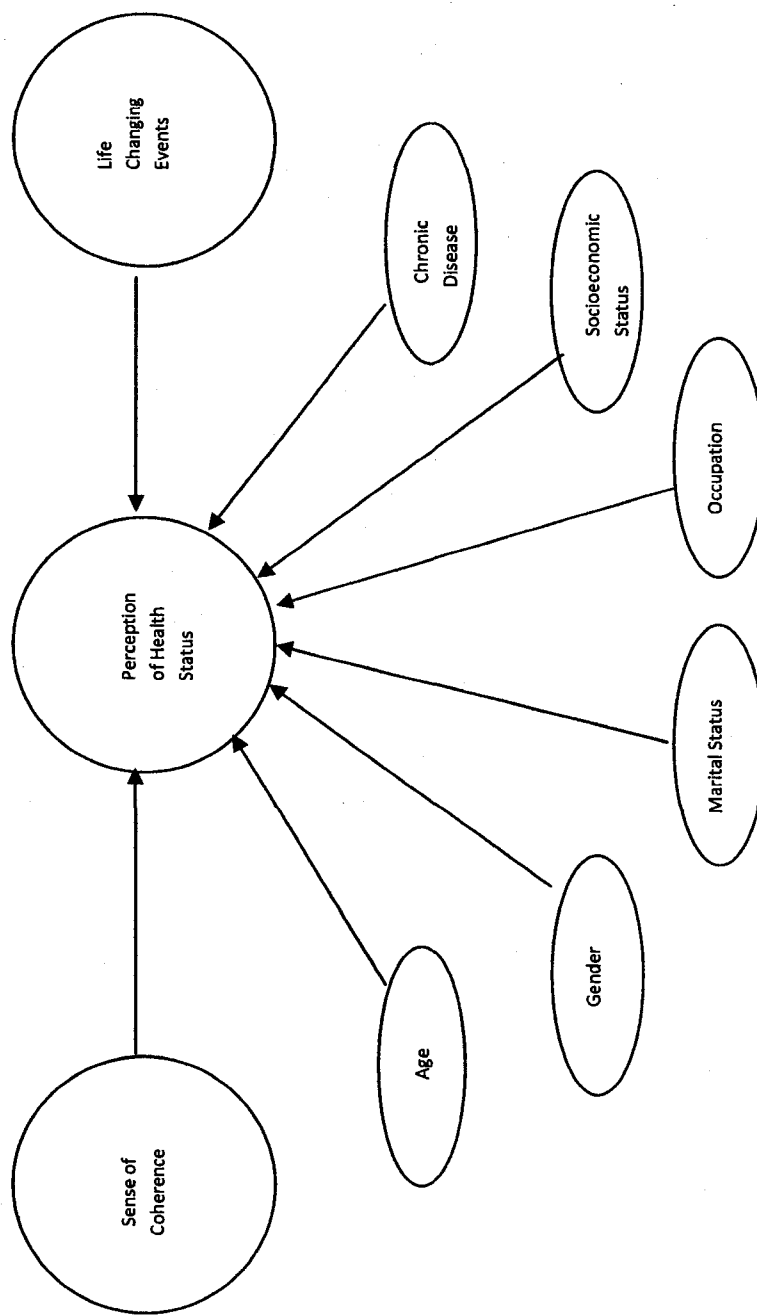 Sense of
Coherence
Perception
of Health
Status
Life
Changing
Events
Age
Gender
Marital Status
Occupation
Socioeconomic
Status
Chronic
Disease